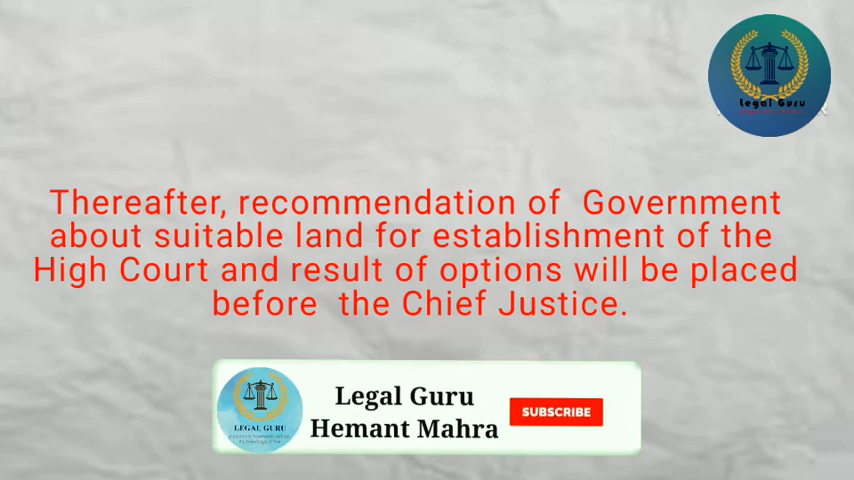 Legal Guru
Thereafter, recommendation of Government
about suitable land for establishment of the
High Court and result of options will be placed
before the Chief Justice.
LEGAL GURU
Legal Guru
Hemant Mahra
SUBSCRIBE